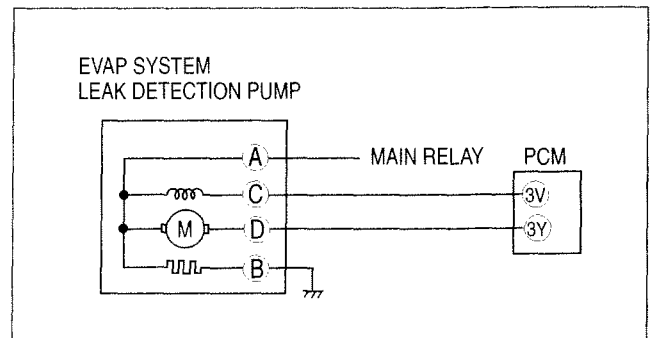 EVAP SYSTEM
LEAK DETECTION PUMP
A MAIN RELAY PCM
C 3V
M D 3Y
B